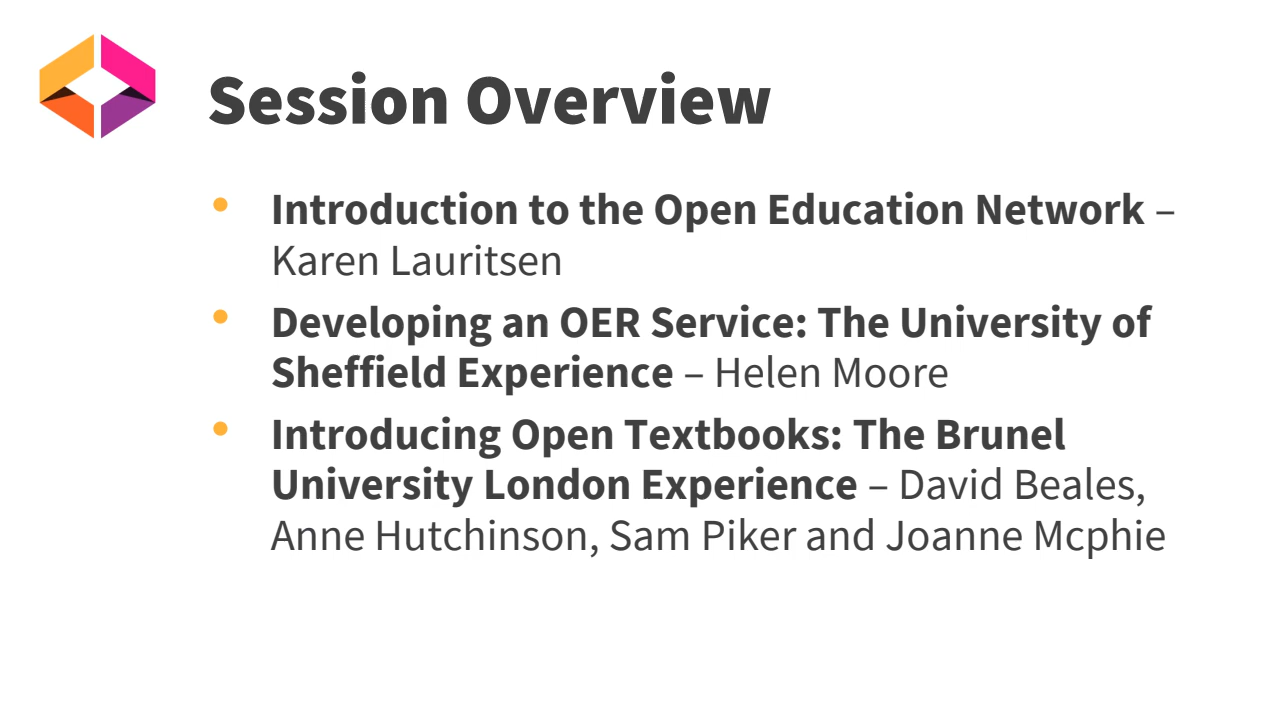 Session Overview
• Introduction to the Open Education Network –
Karen Lauritsen
• Developing an OER Service: The University of
Sheffield Experience – Helen Moore
• Introducing Open Textbooks: The Brunel
University London Experience – David Beales,
Anne Hutchinson, Sam Piker and Joanne Mcphie